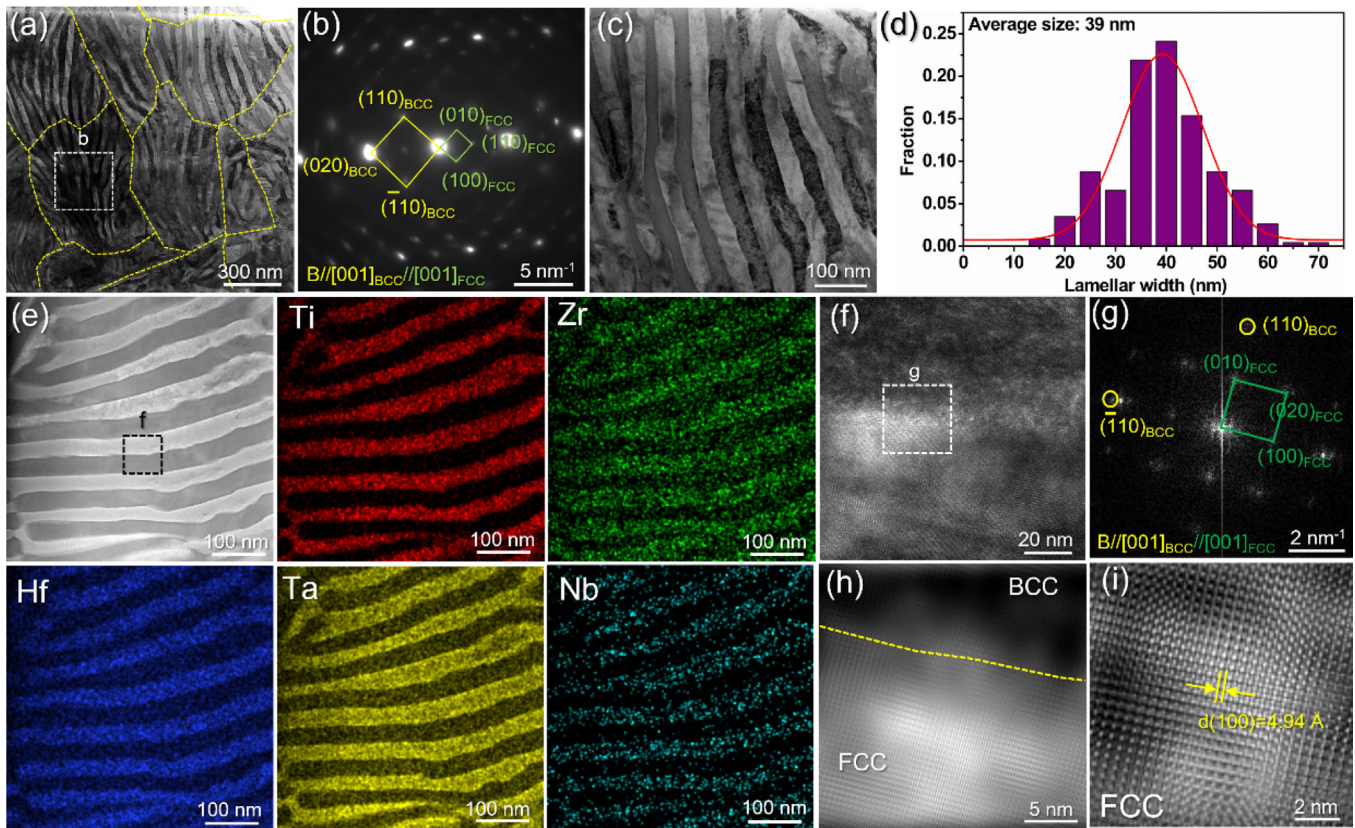 (a)
b
300 nm
(b)
(110)BCC
(010)FCC
(110)FCC
(020)BCC
(100)FCC
(1̅10)BCC
B//[001]BCC//[001]FCC
5 nm-1
(c)
100 nm
(d)
Average size: 39 nm
Fraction
0.25
0.20
0.15
0.10
0.05
0.00
0 10 20 30 40 50 60 70
Lamellar width (nm)
(e)
f
100 nm
Ti
100 nm
Zr
100 nm
(f)
g
20 nm
(g)
(110)BCC
(010)FCC
(020)FCC
(1̅10)BCC
(100)FCC
B//[001]BCC//[001]FCC
2 nm-1
Hf
100 nm
Ta
100 nm
Nb
100 nm
(h)
BCC
FCC
5 nm
(i)
d(100)=4.94 Å
FCC
2 nm